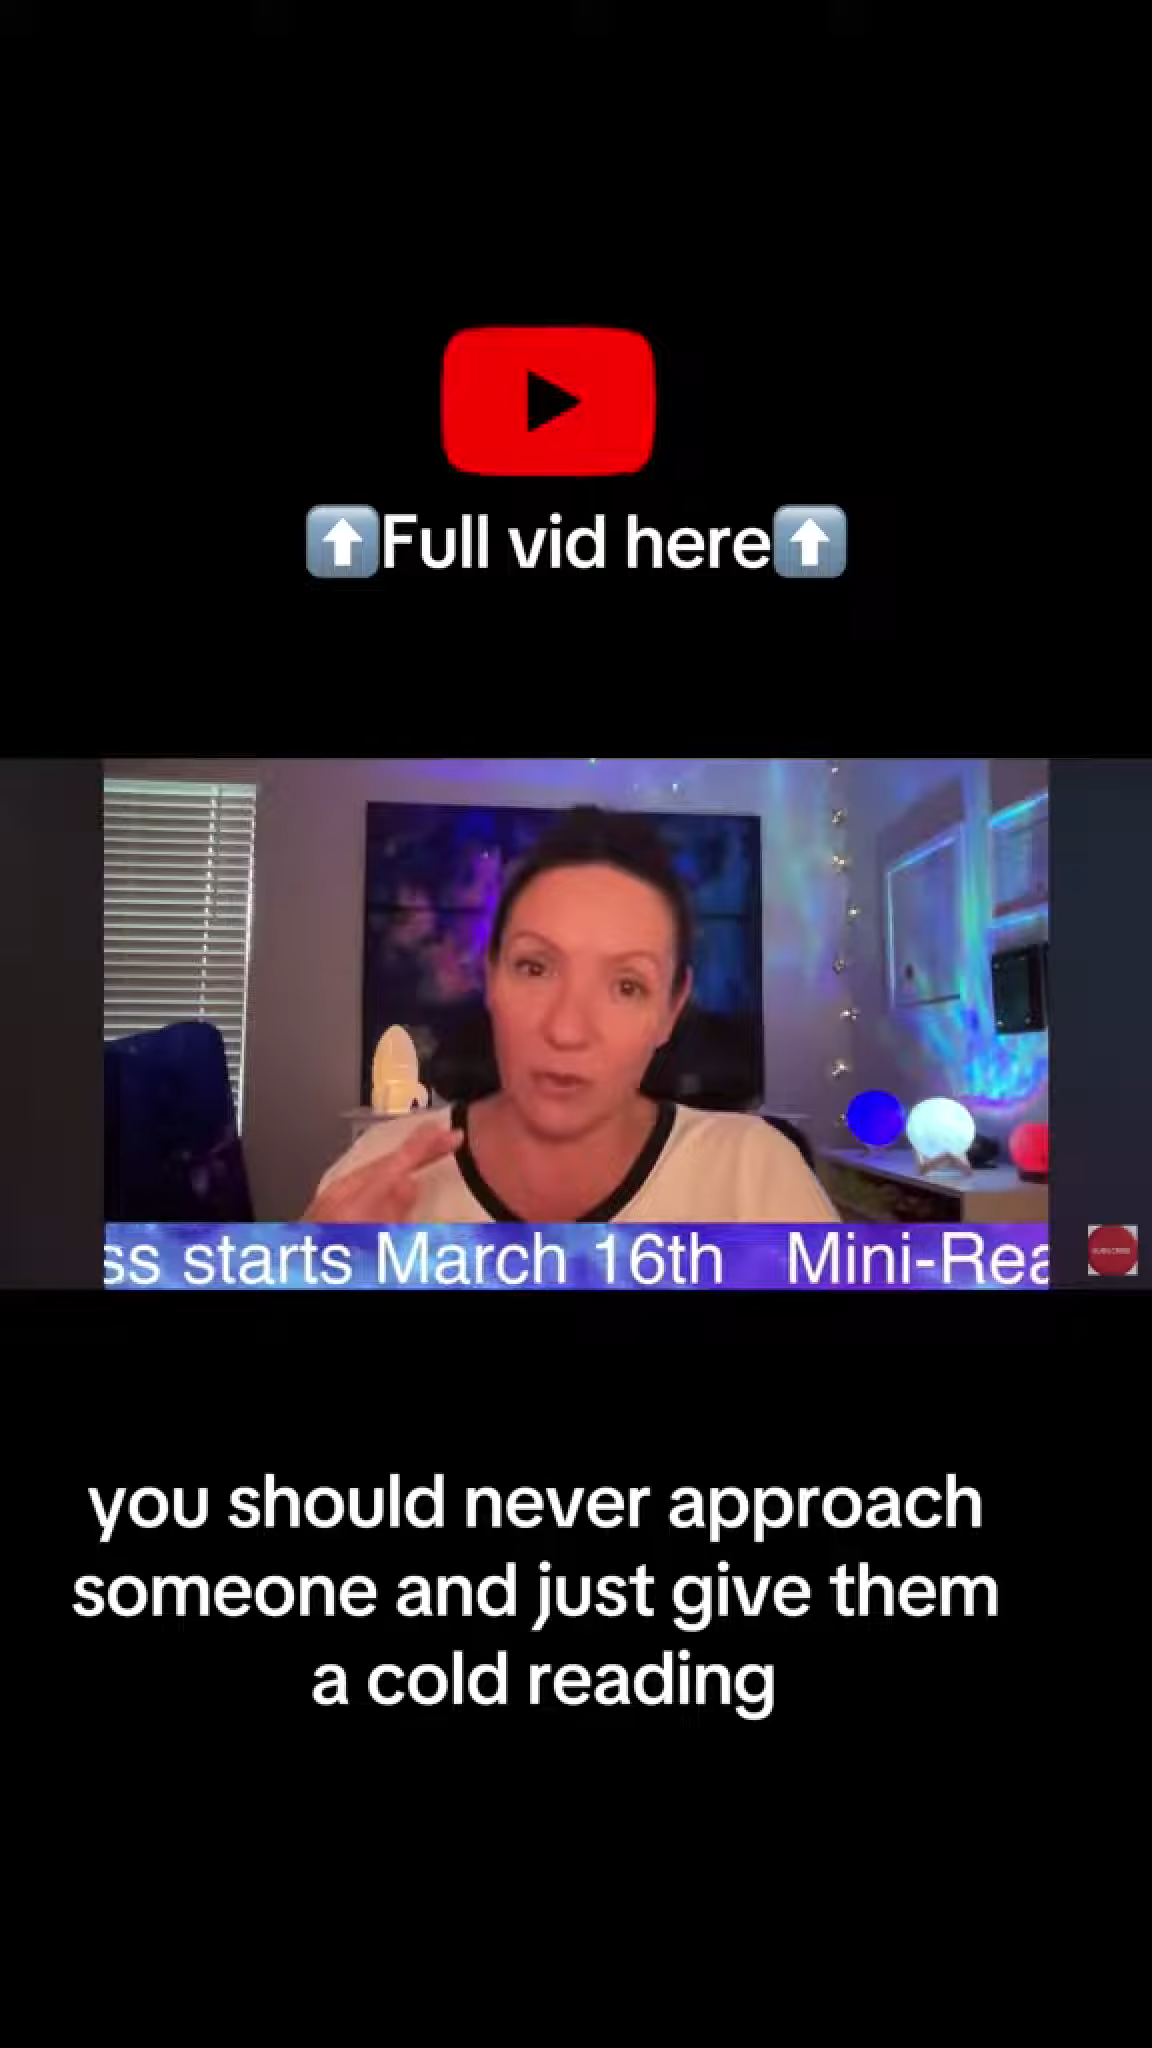 Full vid here
ss starts March 16th Mini-Rea
SUBSCRIBE
you should never approach
someone and just give them
a cold reading